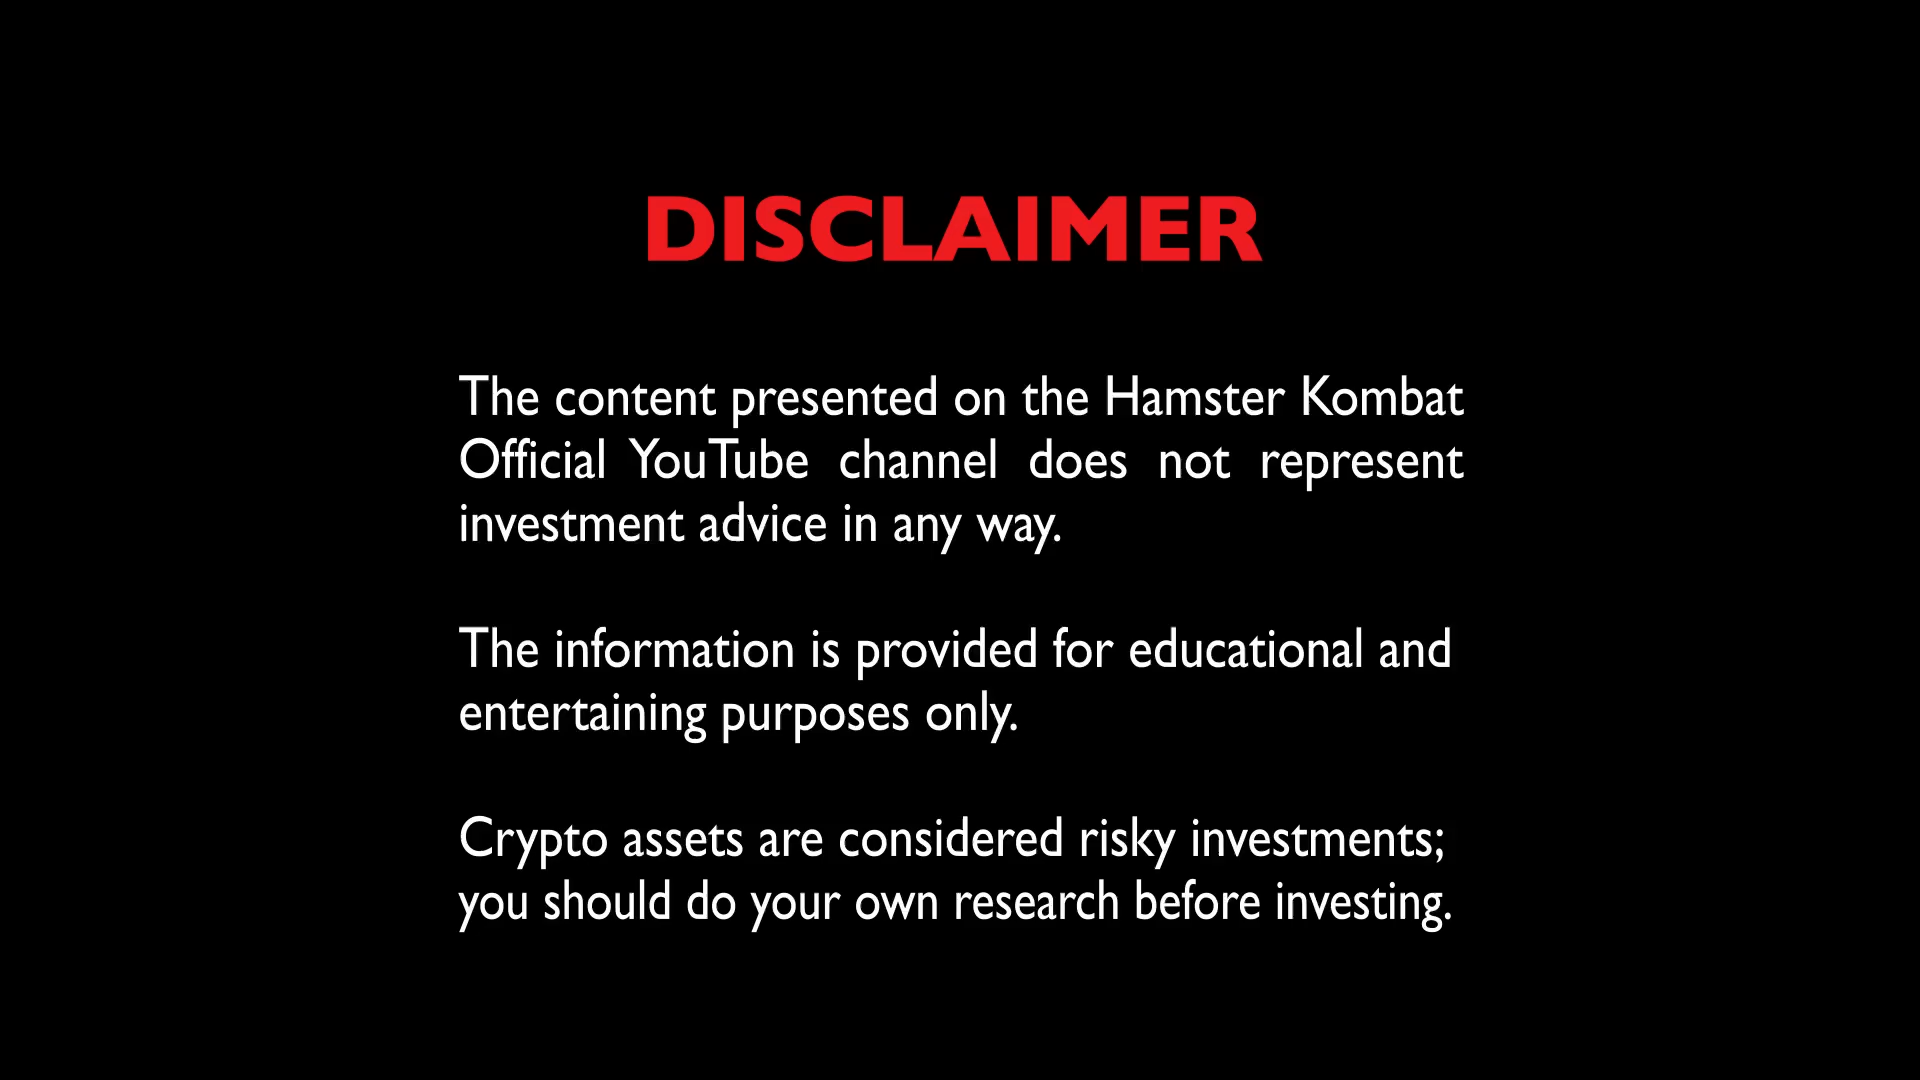 DISCLAIMER
The content presented on the Hamster Kombat
Official YouTube channel does not represent
investment advice in any way.
The information is provided for educational and
entertaining purposes only.
Crypto assets are considered risky investments;
you should do your own research before investing.